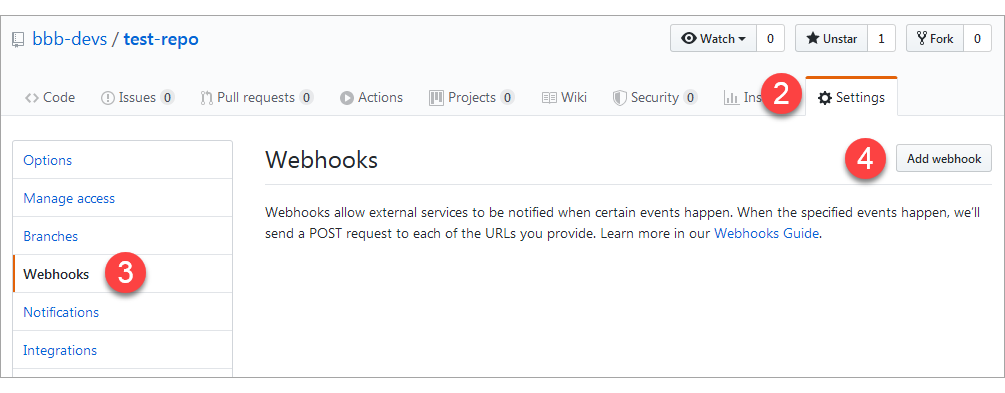 bbb-devs / test-repo
Watch 0 Unstar 1 Fork 0
Code Issues 0 Pull requests 0 Actions Projects 0 Wiki Security 0 Ins 2 Settings
Options
Manage access
Branches
Webhooks 3
Notifications
Integrations
Webhooks 4 Add webhook
Webhooks allow external services to be notified when certain events happen. When the specified events happen, we'll
send a POST request to each of the URLs you provide. Learn more in our Webhooks Guide.